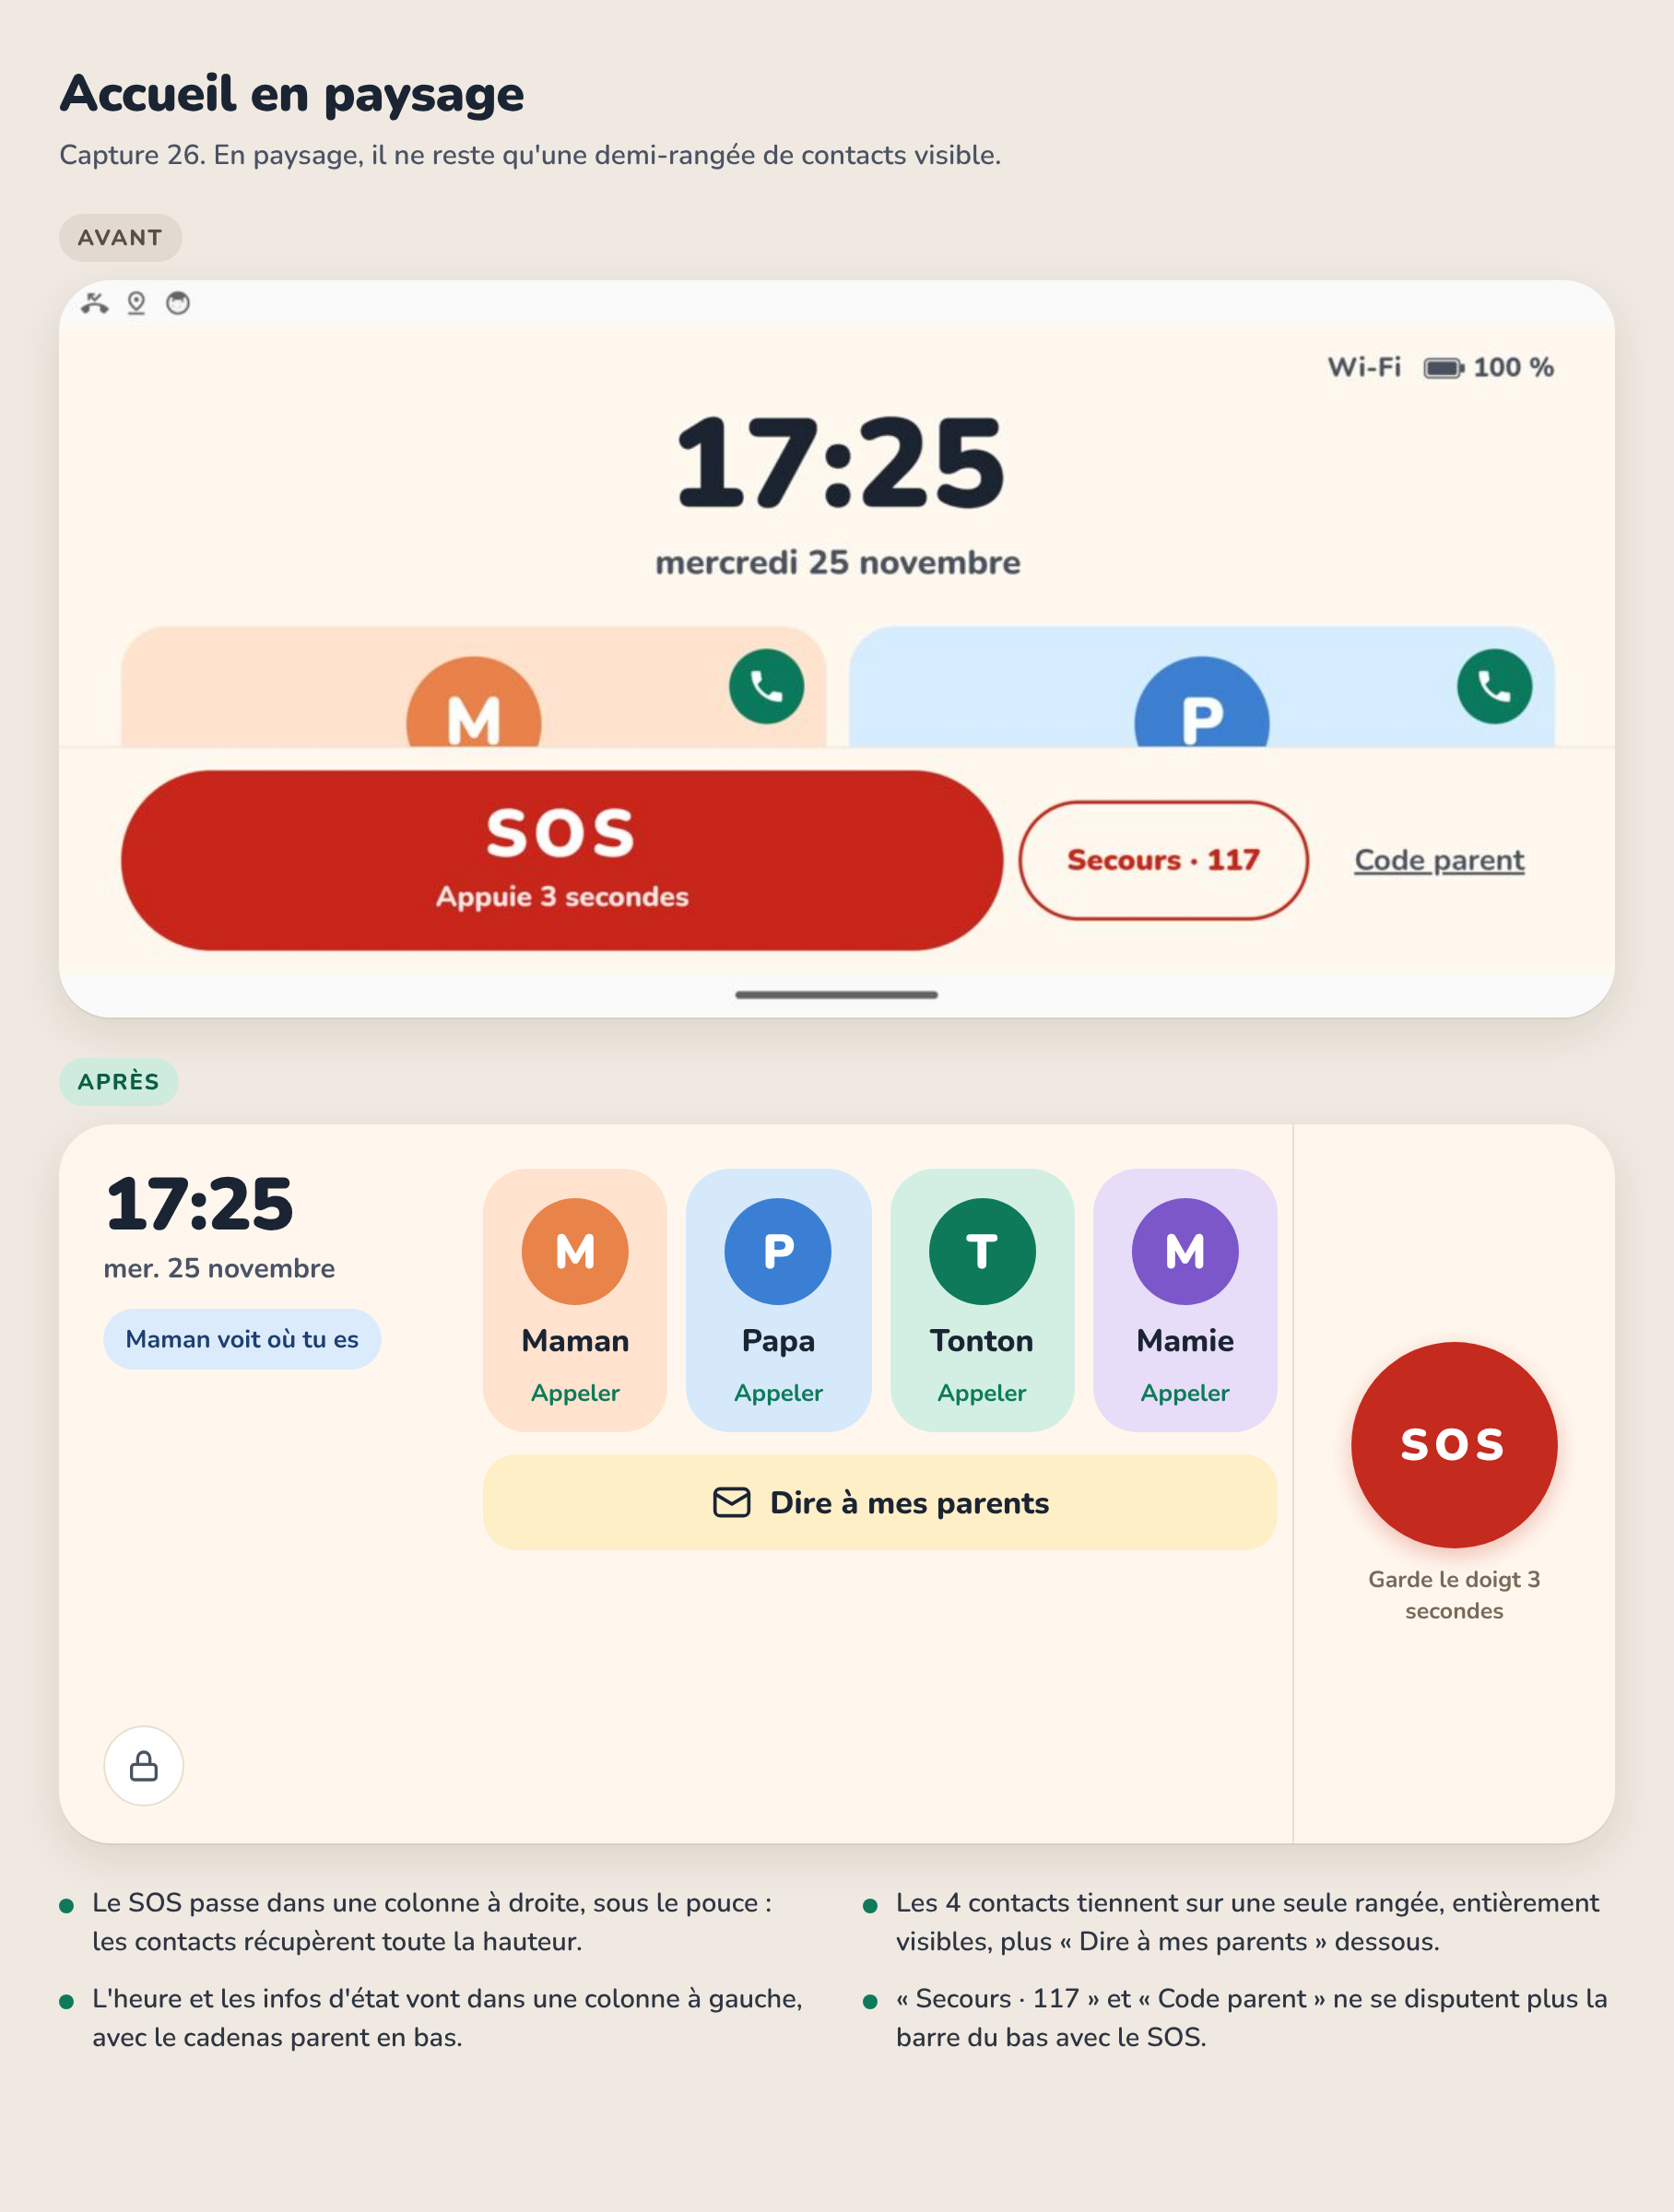 Accueil en paysage
Capture 26. En paysage, il ne reste qu'une demi-rangée de contacts visible.
AVANT
Wi-Fi 100 %
17:25
mercredi 25 novembre
M
P
SOS
Appuie 3 secondes
Secours · 117
Code parent
APRÈS
17:25
mer. 25 novembre
Maman voit où tu es
M
Maman
Appeler
P
Papa
Appeler
T
Tonton
Appeler
M
Mamie
Appeler
Dire à mes parents
SOS
Garde le doigt 3
secondes
Le SOS passe dans une colonne à droite, sous le pouce :
les contacts récupèrent toute la hauteur.
Les 4 contacts tiennent sur une seule rangée, entièrement
visibles, plus « Dire à mes parents » dessous.
L'heure et les infos d'état vont dans une colonne à gauche,
avec le cadenas parent en bas.
« Secours · 117 » et « Code parent » ne se disputent plus la
barre du bas avec le SOS.